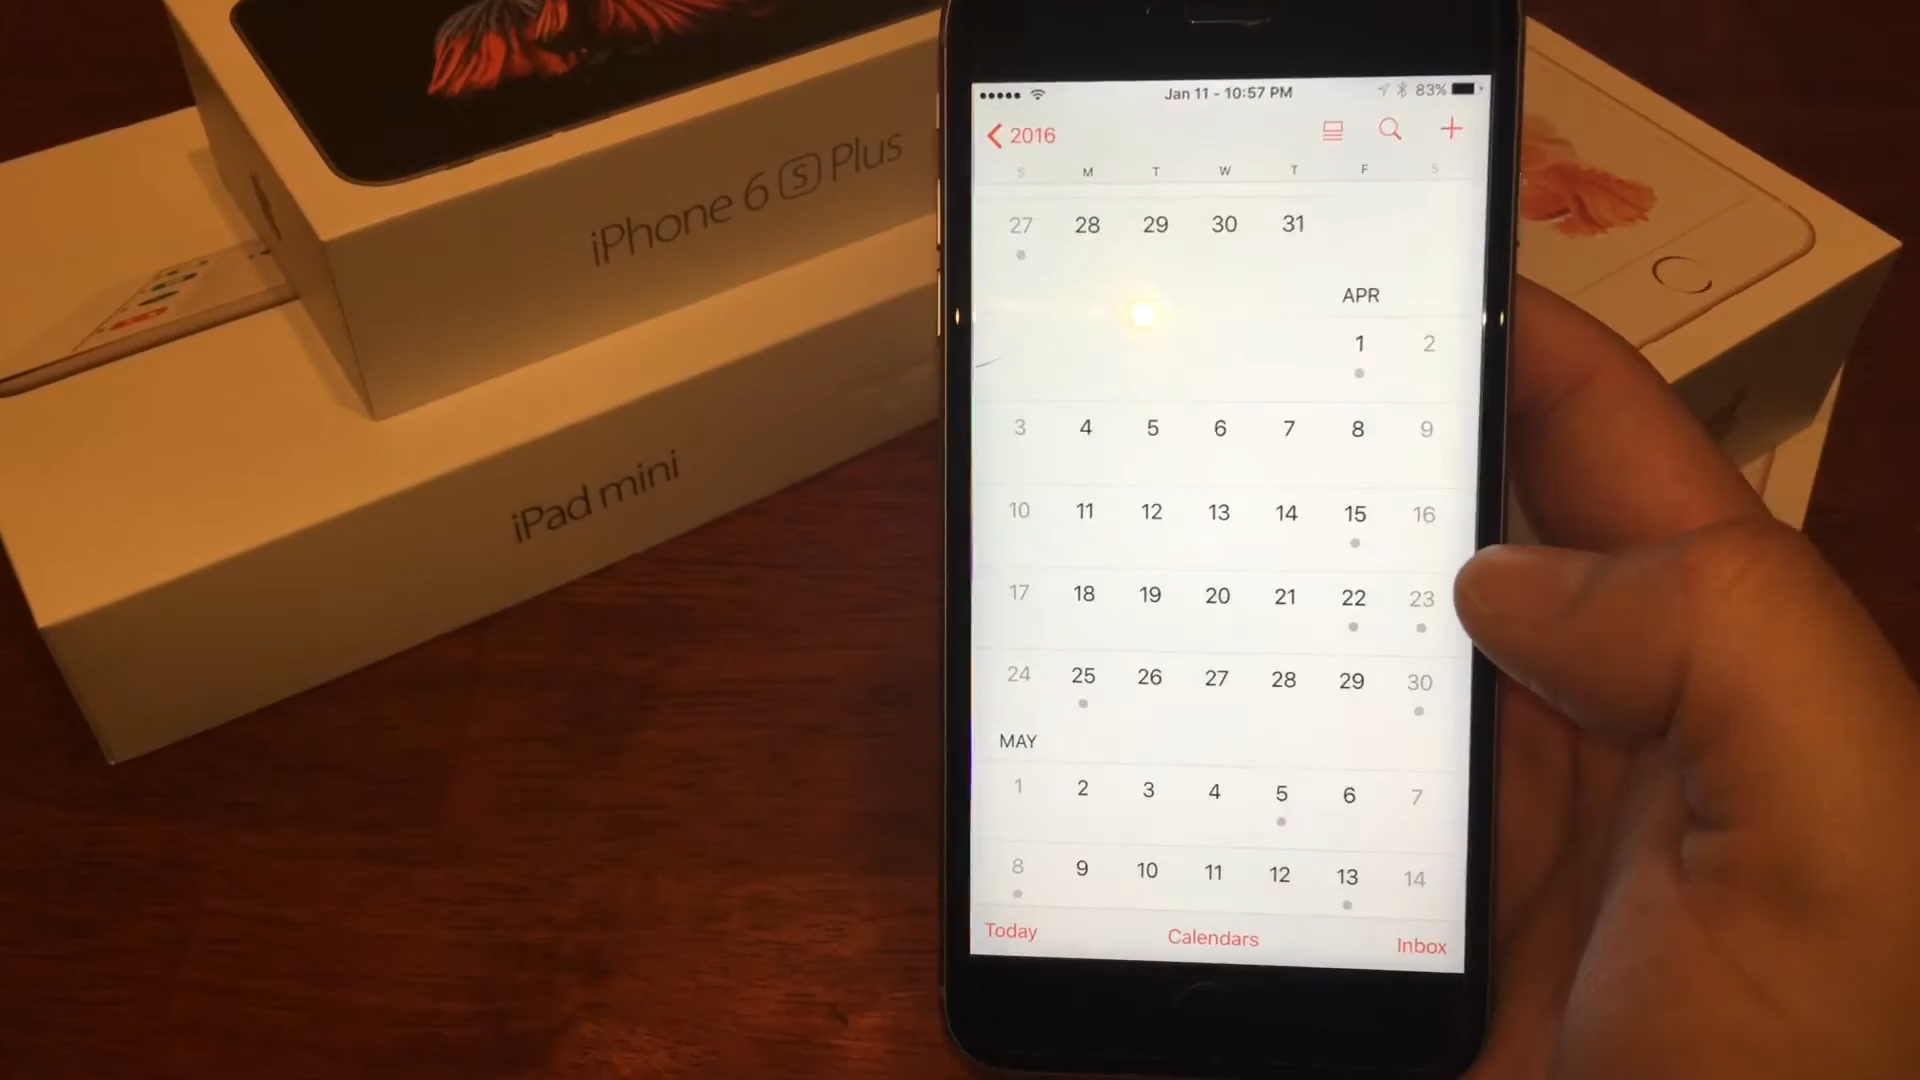 iPhone 6 S Plus
iPad mini
Jan 11 - 10:57 PM 83%
2016
S M T W T F S
27 28 29 30 31
APR
1 2
3 4 5 6 7 8 9
10 11 12 13 14 15 16
17 18 19 20 21 22 23
24 25 26 27 28 29 30
MAY
1 2 3 4 5 6 7
8 9 10 11 12 13 14
Today Calendars Inbox